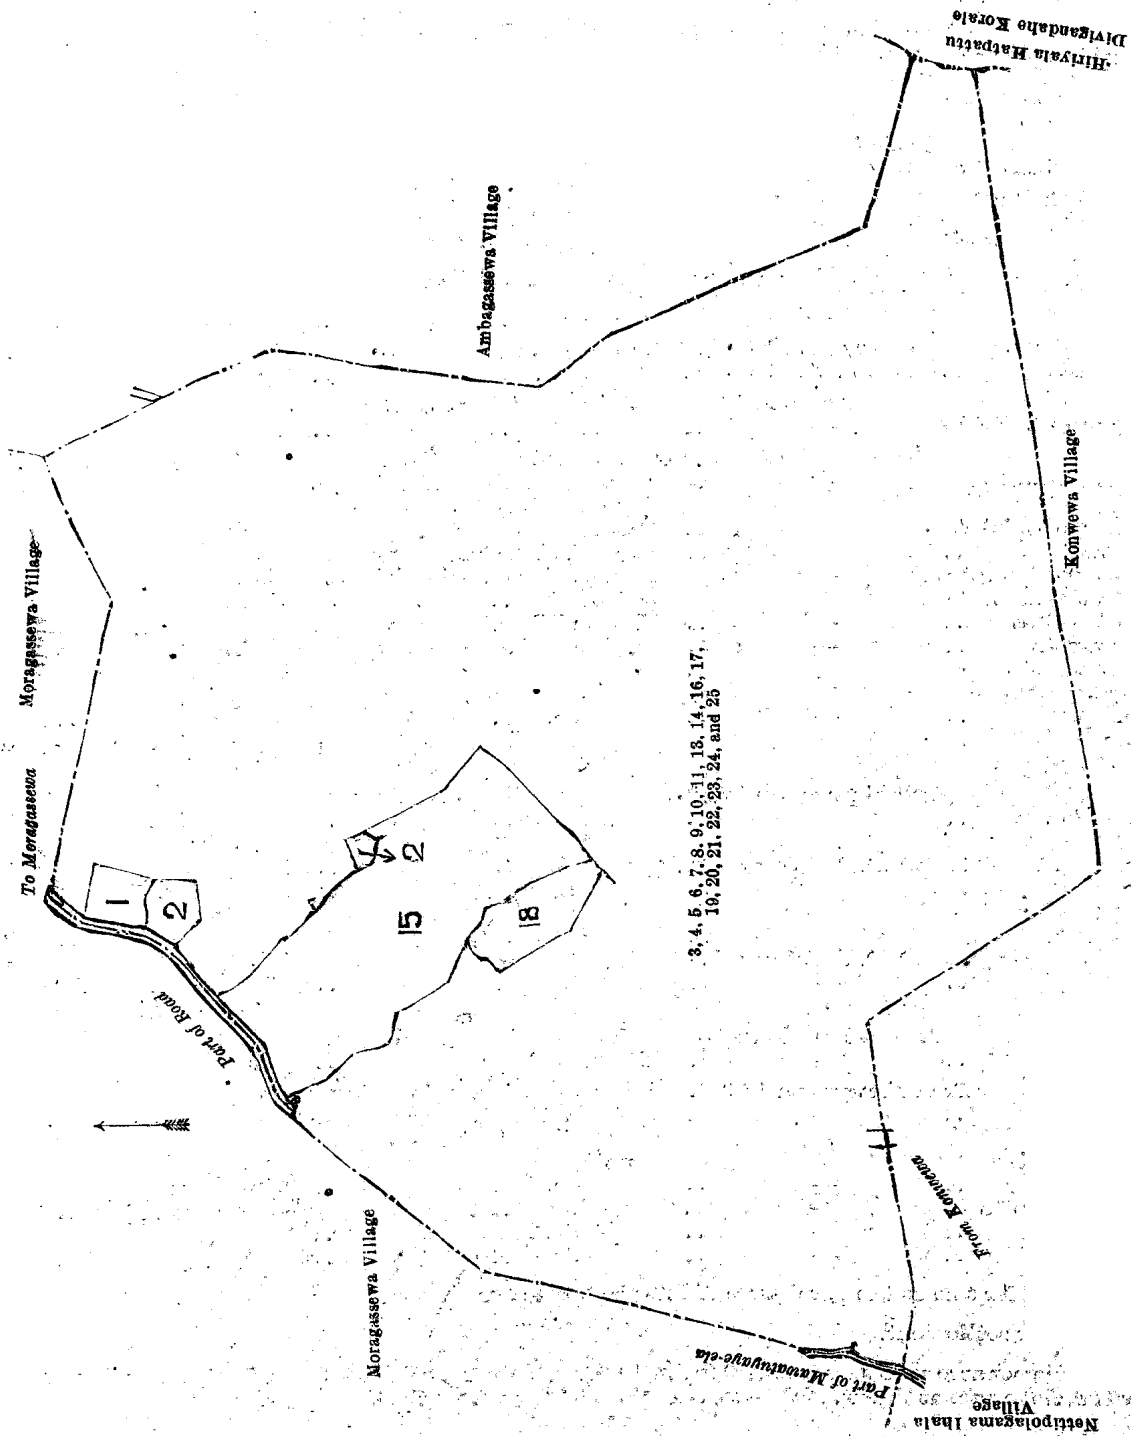 Hiriyala Hatpattu
Divigandahe Korale
Ambagassewa Village
Moragassewa Village
To Moragassewa
1
2
Part of Road
2
15
18
3, 4, 5, 6, 7, 8, 9, 10, 11, 13, 14, 16, 17,
19, 20, 21, 22, 23, 24, and 25
Konwewa Village
Moragassewa Village
From Konwewa
Part of Mawatuyaye-ela
Nettipolagama Ihala
Village